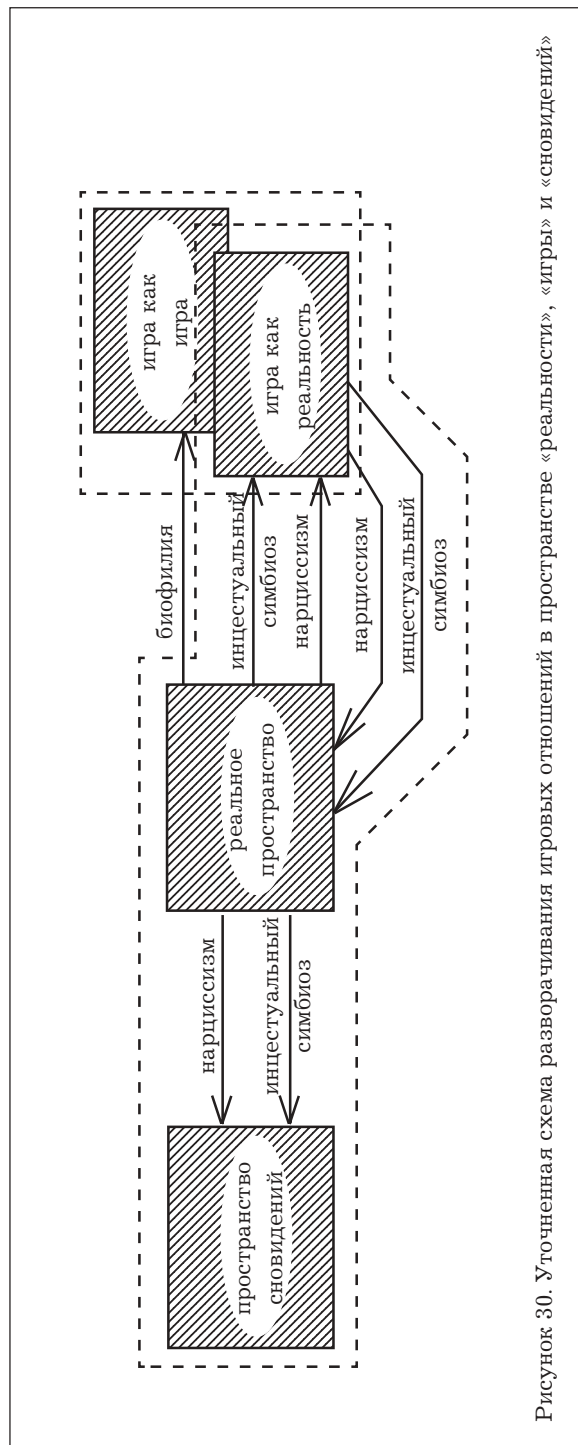 пространство
сновидений
нарциссизм
инцестуальный
симбиоз
реальное
пространство
биофилия
инцестуальный
симбиоз
нарциссизм
нарциссизм
инцестуальный
симбиоз
игра как
игра
игра как
реальность
Рисунок 30. Уточненная схема разворачивания игровых отношений в пространстве «реальности», «игры» и «сновидений»